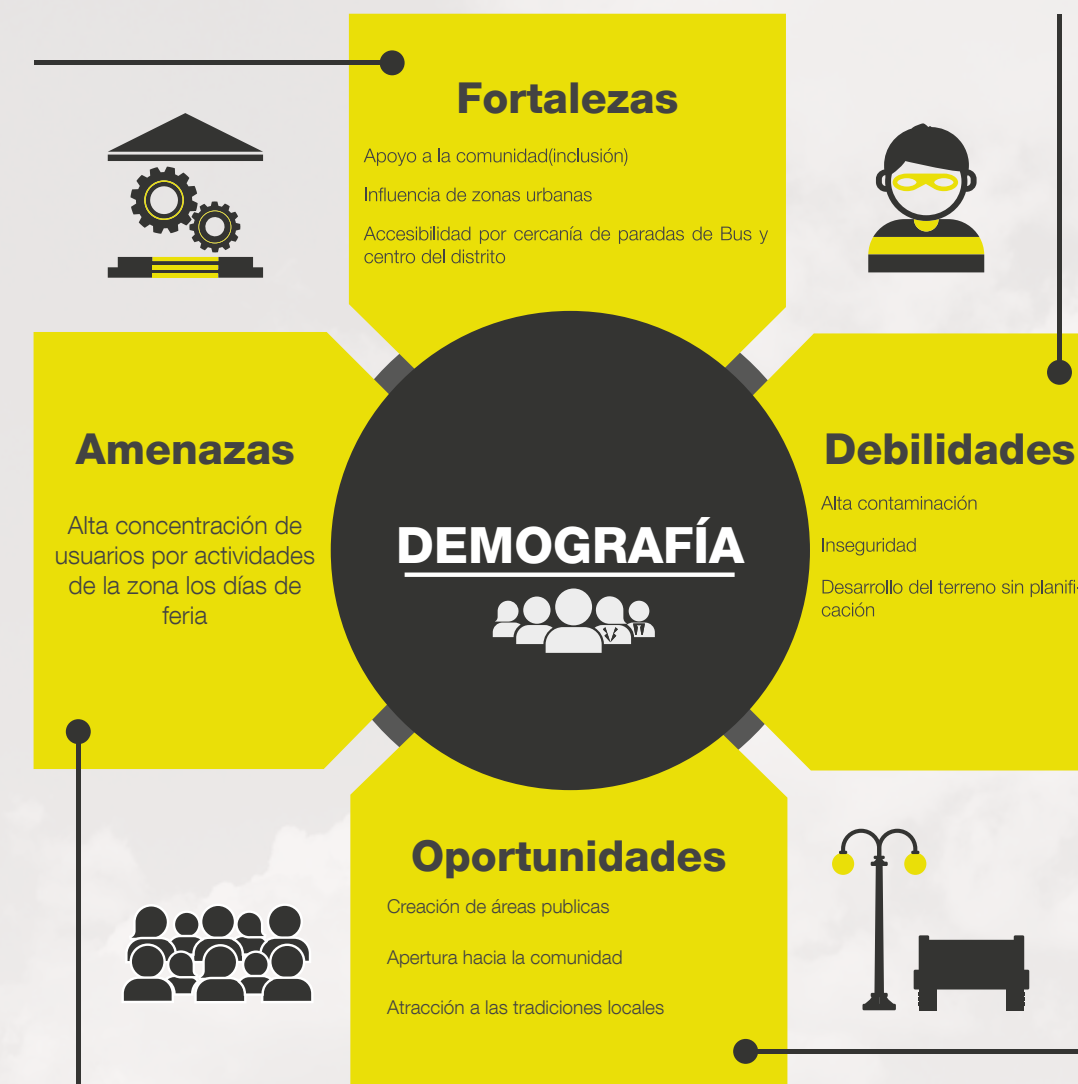 Fortalezas
Apoyo a la comunidad(inclusión)
Influencia de zonas urbanas
Accesibilidad por cercanía de paradas de Bus y
centro del distrito
Amenazas
Alta concentración de
usuarios por actividades
de la zona los días de
feria
DEMOGRAFÍA
Debilidades
Alta contaminación
Inseguridad
Desarrollo del terreno sin planifi-
cación
Oportunidades
Creación de áreas publicas
Apertura hacia la comunidad
Atracción a las tradiciones locales